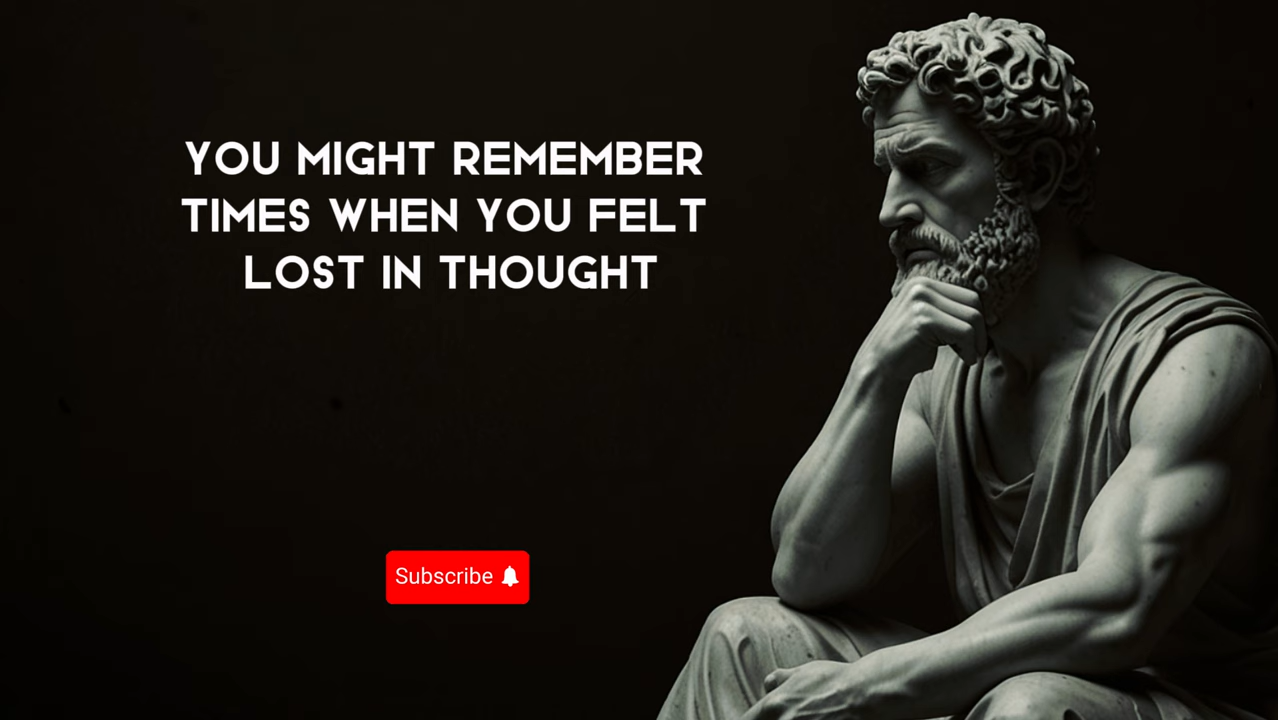 YOU MIGHT REMEMBER
TIMES WHEN YOU FELT
LOST IN THOUGHT
Subscribe